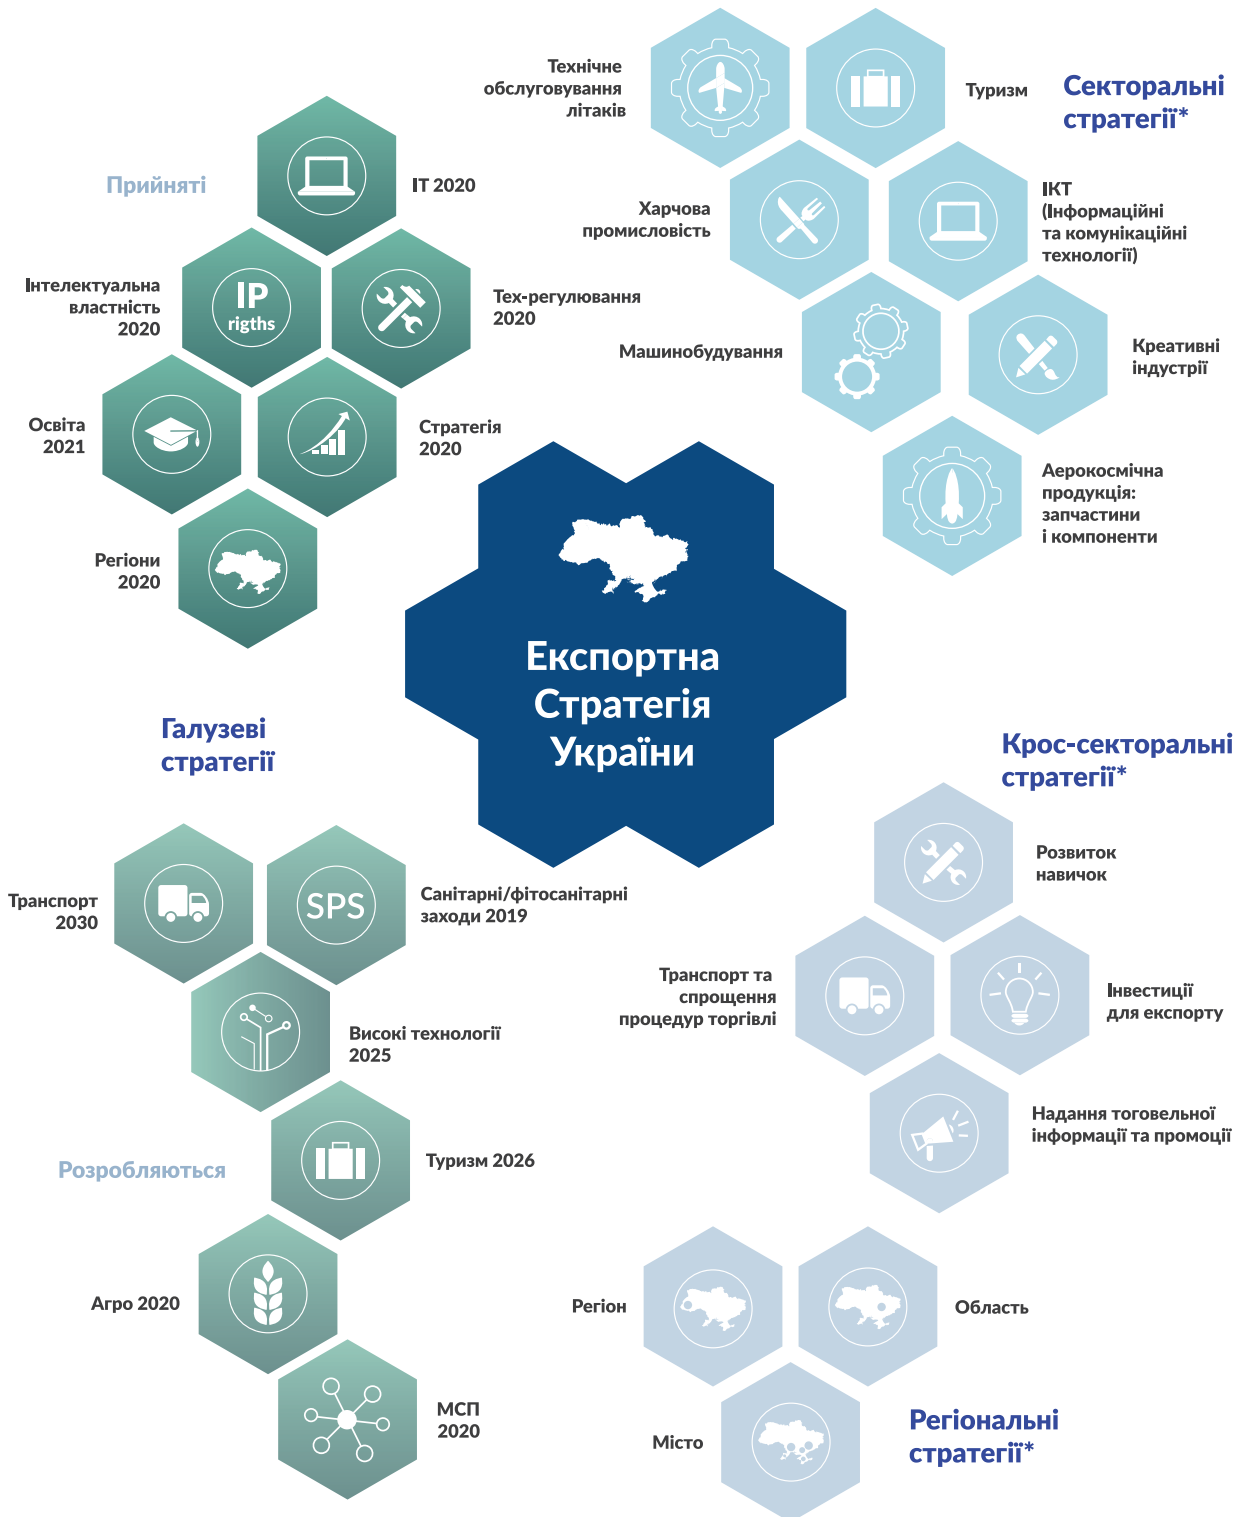 Прийняті
IT 2020
Інтелектуальна
властність
2020
IP
rigths
Тех-регулювання
2020
Освіта
2021
Стратегія
2020
Регіони
2020
Технічне
обслуговування
літаків
Туризм
Секторальні
стратегії*
Харчова
промисловість
ІКТ
(Інформаційні
та комунікаційні
технології)
Машинобудування
Креативні
індустрії
Аерокосмічна
продукція:
запчастини
і компоненти
Експортна
Стратегія
України
Галузеві
стратегії
Транспорт
2030
SPS
Санітарні/фітосанітарні
заходи 2019
Високі технології
2025
Розробляються
Туризм 2026
Агро 2020
МСП
2020
Крос-секторальні
стратегії*
Розвиток
навичок
Транспорт та
спрощення
процедур торгівлі
Інвестиції
для експорту
Надання тоговельної
інформації та промоції
Регіон
Область
Місто
Регіональні
стратегії*